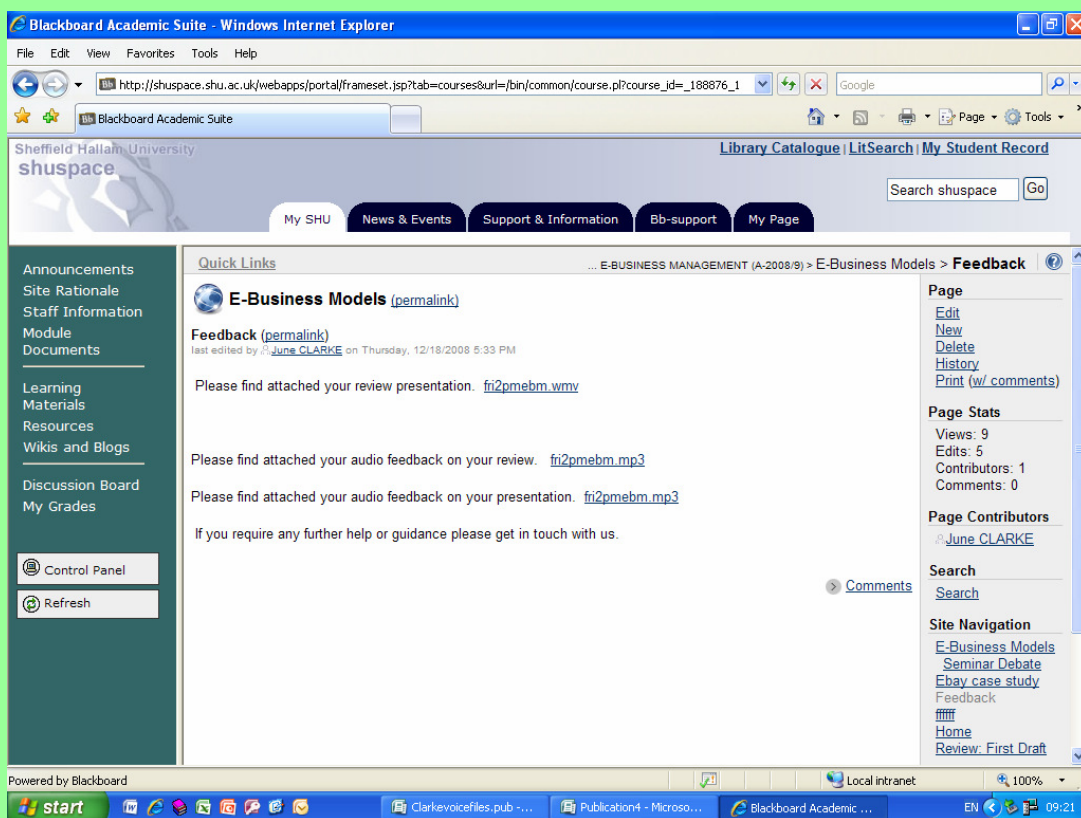 Blackboard Academic Suite - Windows Internet Explorer
File Edit View Favorites Tools Help
http://shuspace.shu.ac.uk/webapps/portal/frameset.jsp?tab=courses&url=/bin/common/course.pl?course_id=_188876_1 Google
Blackboard Academic Suite Page Tools
Sheffield Hallam University
shuspace
Library Catalogue | LitSearch | My Student Record
Search shuspace Go
My SHU News & Events Support & Information Bb-support My Page
Announcements
Site Rationale
Staff Information
Module
Documents
Learning
Materials
Resources
Wikis and Blogs
Discussion Board
My Grades
Control Panel
Refresh
Quick Links ... E-BUSINESS MANAGEMENT (A-2008/9) > E-Business Models > Feedback
E-Business Models (permalink)
Feedback (permalink)
last edited by June CLARKE on Thursday, 12/18/2008 5:33 PM
Please find attached your review presentation. fri2pmebm.wmv
Please find attached your audio feedback on your review. fri2pmebm.mp3
Please find attached your audio feedback on your presentation. fri2pmebm.mp3
If you require any further help or guidance please get in touch with us.
Comments
Page
Edit
New
Delete
History
Print (w/ comments)
Page Stats
Views: 9
Edits: 5
Contributors: 1
Comments: 0
Page Contributors
June CLARKE
Search
Search
Site Navigation
E-Business Models
Seminar Debate
Ebay case study
Feedback
ffffff
Home
Review: First Draft
Powered by Blackboard Local intranet 100%
start Clarkevoicefiles.pub -... Publication4 - Microso... Blackboard Academic ... EN 09:21